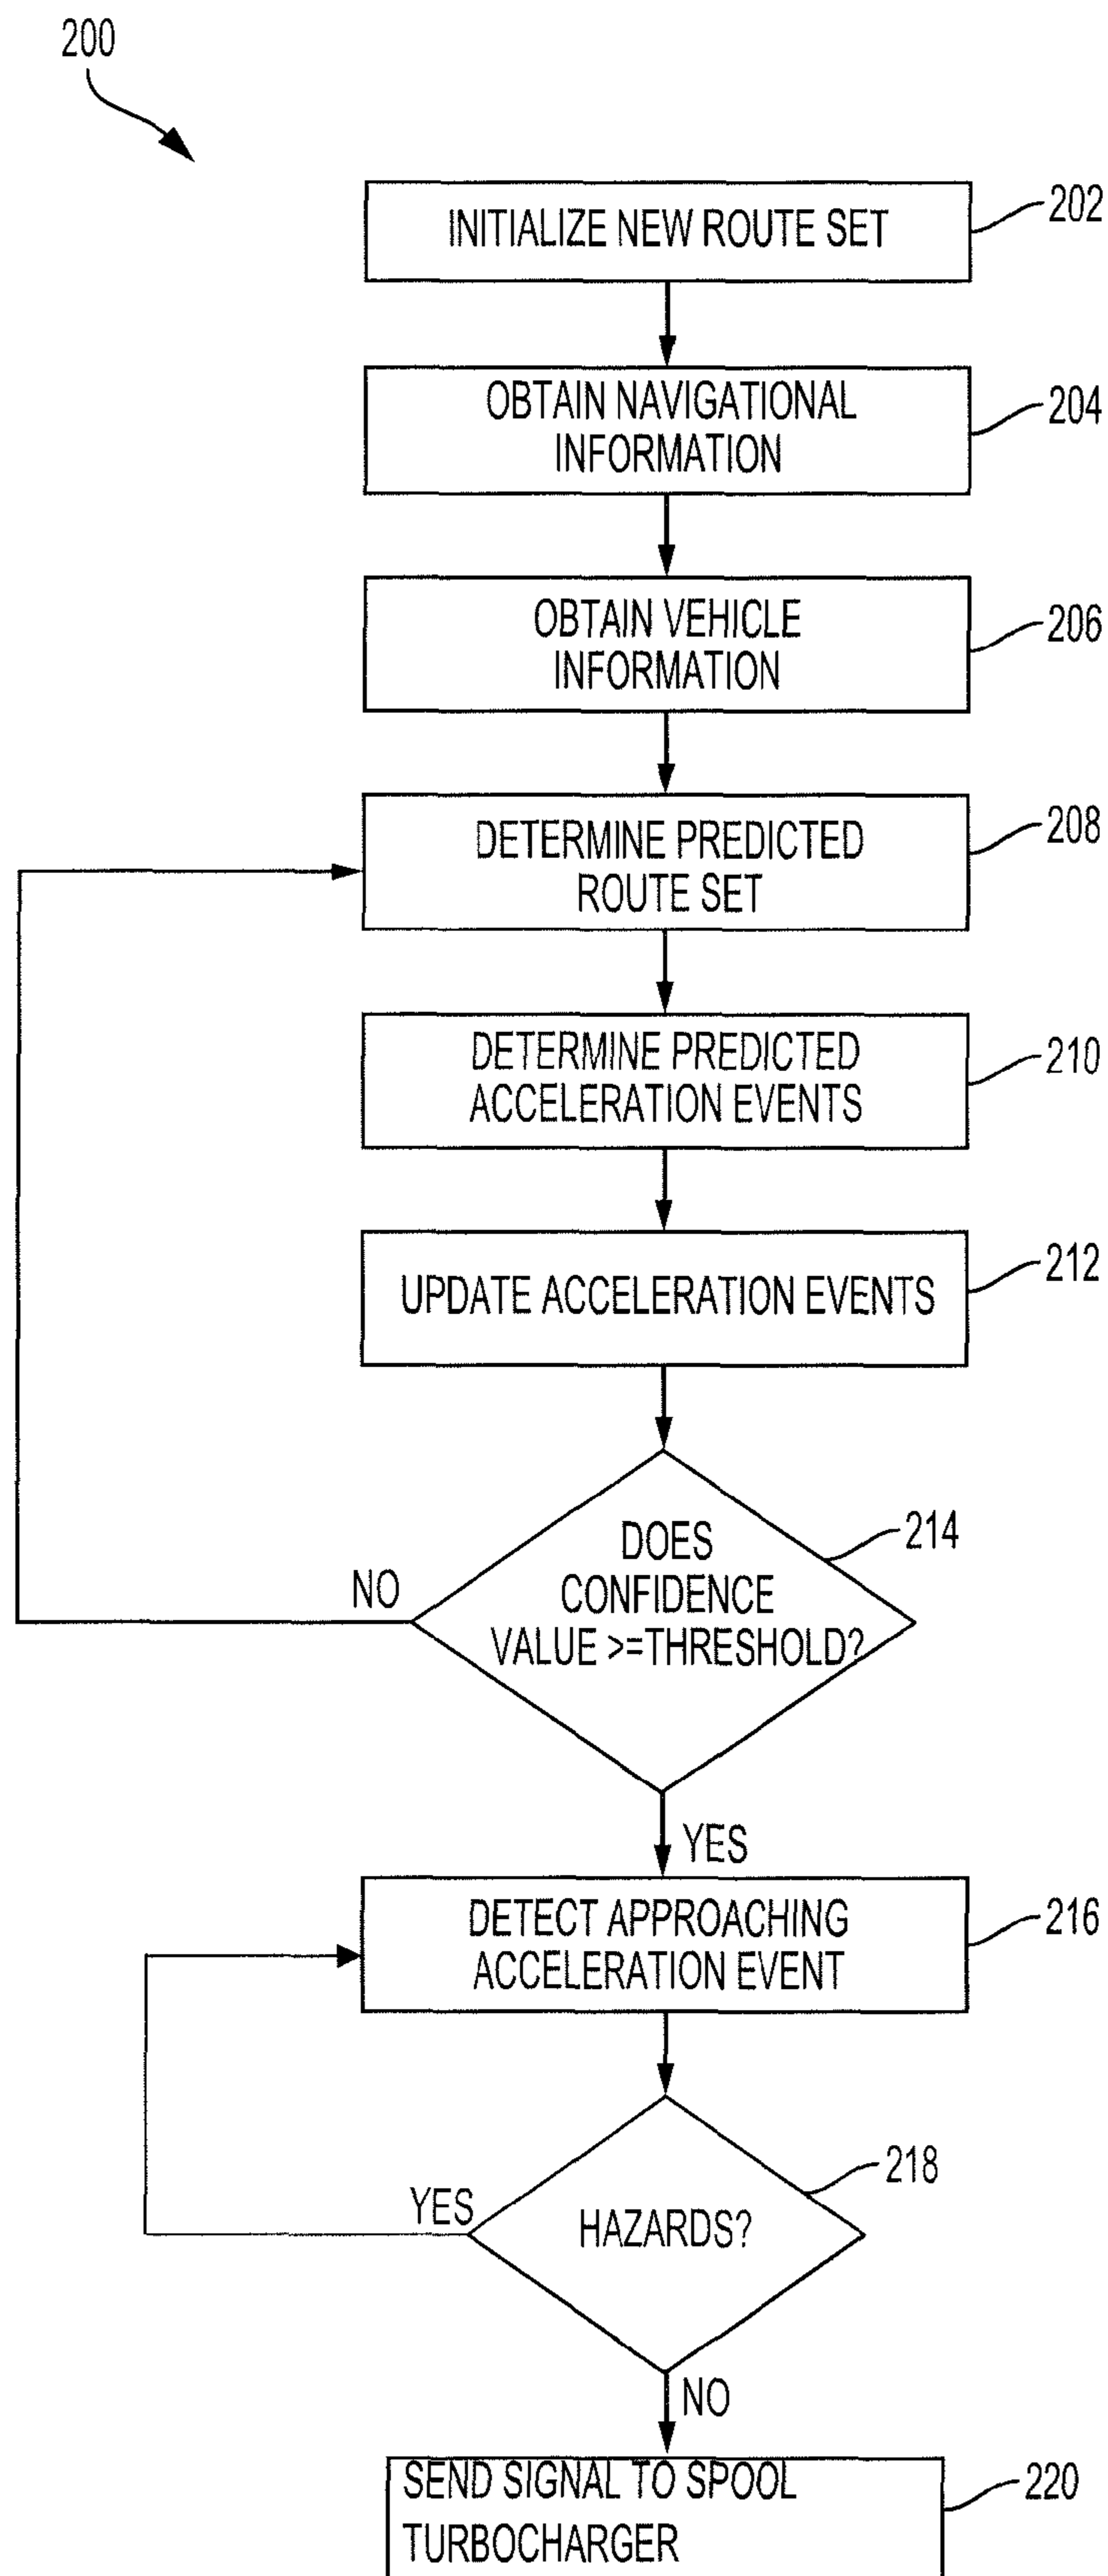 200
INITIALIZE NEW ROUTE SET
202
OBTAIN NAVIGATIONAL
INFORMATION
204
OBTAIN VEHICLE
INFORMATION
206
DETERMINE PREDICTED
ROUTE SET
208
DETERMINE PREDICTED
ACCELERATION EVENTS
210
UPDATE ACCELERATION EVENTS
212
DOES
CONFIDENCE
VALUE >=THRESHOLD?
214
NO
YES
DETECT APPROACHING
ACCELERATION EVENT
216
HAZARDS?
218
YES
NO
SEND SIGNAL TO SPOOL
TURBOCHARGER
220